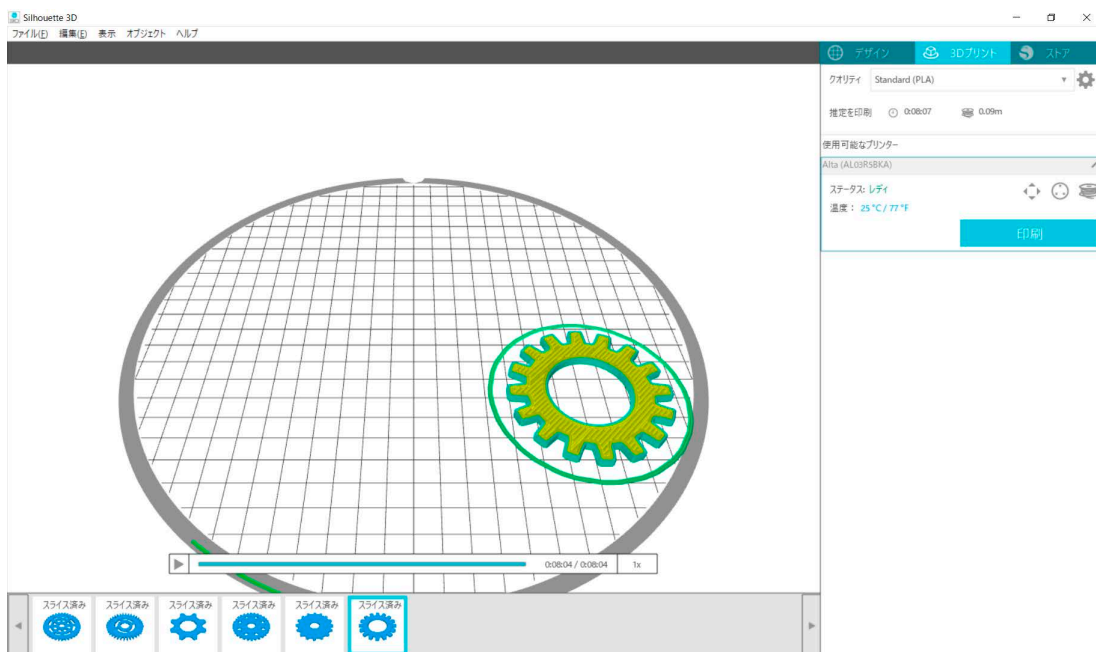 Silhouette 3D
ファイル(F) 編集(E) 表示 オブジェクト ヘルプ
デザイン 3Dプリント ストア
クオリティ Standard (PLA)
推定を印刷 0:08:07 0.09m
使用可能なプリンター
Alta (AL03R5BKA)
ステータス: レディ
温度： 25 °C / 77 °F
印刷
0:08:04 / 0:08:04 1x
スライス済み スライス済み スライス済み スライス済み スライス済み スライス済み